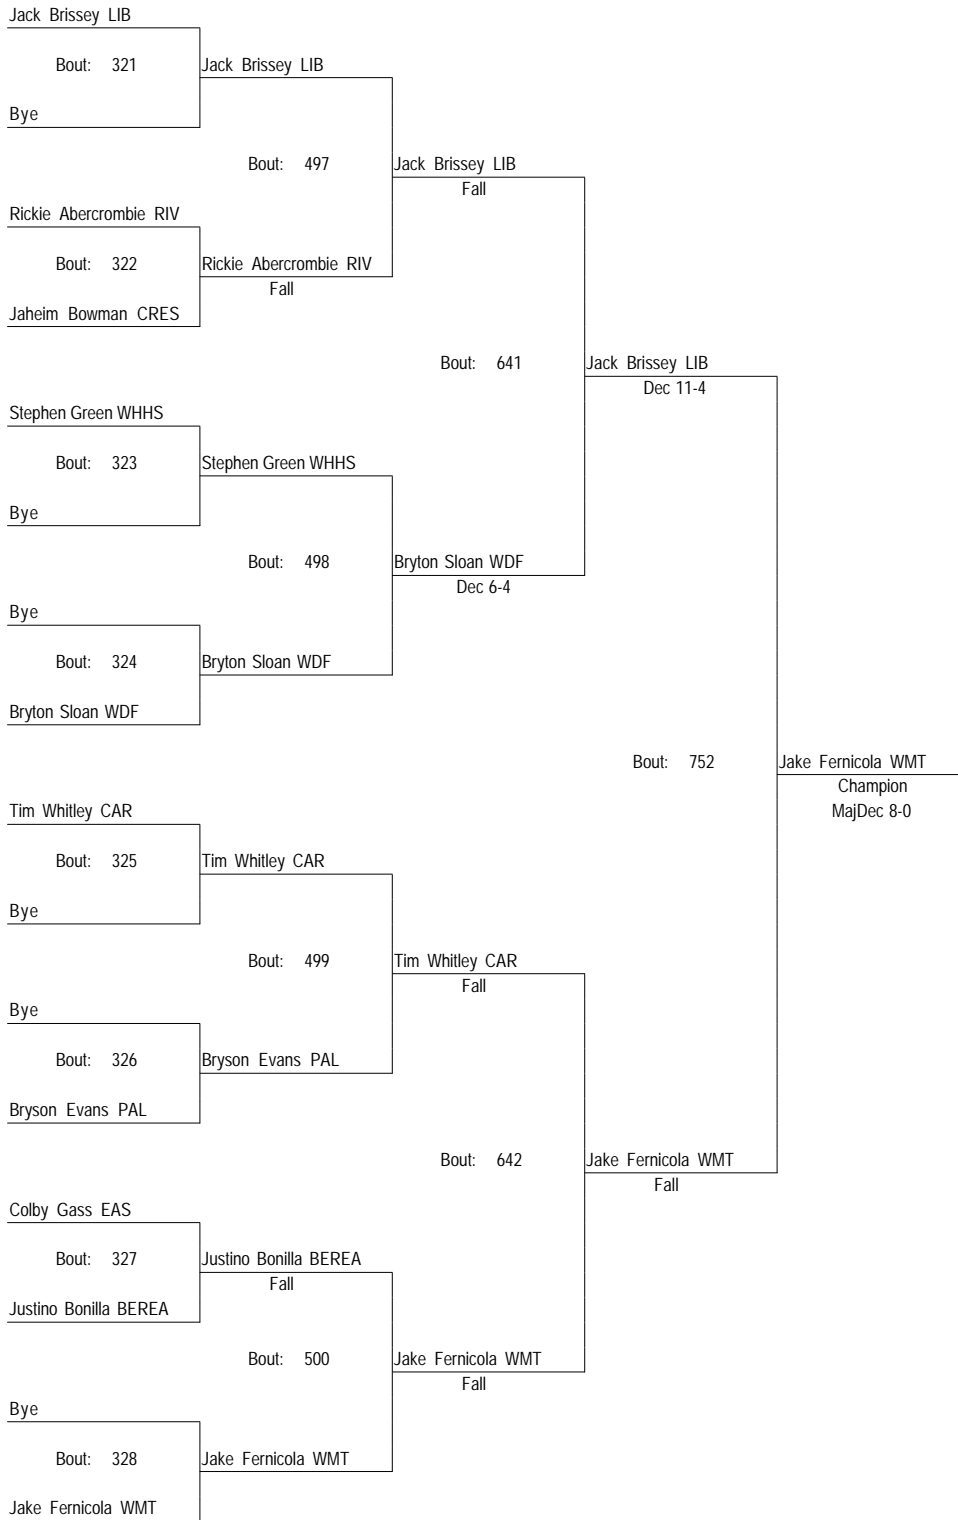 Jack Brissey LIB
Bout: 321 Jack Brissey LIB
Bye
Bout: 497 Jack Brissey LIB
Fall
Rickie Abercrombie RIV
Bout: 322 Rickie Abercrombie RIV
Fall
Jaheim Bowman CRES
Bout: 641 Jack Brissey LIB
Dec 11-4
Stephen Green WHHS
Bout: 323 Stephen Green WHHS
Bye
Bout: 498 Bryton Sloan WDF
Dec 6-4
Bye
Bout: 324 Bryton Sloan WDF
Bryton Sloan WDF
Bout: 752 Jake Fernicola WMT
Champion
Tim Whitley CAR MajDec 8-0
Bout: 325 Tim Whitley CAR
Bye
Bout: 499 Tim Whitley CAR
Fall
Bye
Bout: 326 Bryson Evans PAL
Bryson Evans PAL
Bout: 642 Jake Fernicola WMT
Fall
Colby Gass EAS
Bout: 327 Justino Bonilla BEREA
Fall
Justino Bonilla BEREA
Bout: 500 Jake Fernicola WMT
Fall
Bye
Bout: 328 Jake Fernicola WMT
Jake Fernicola WMT